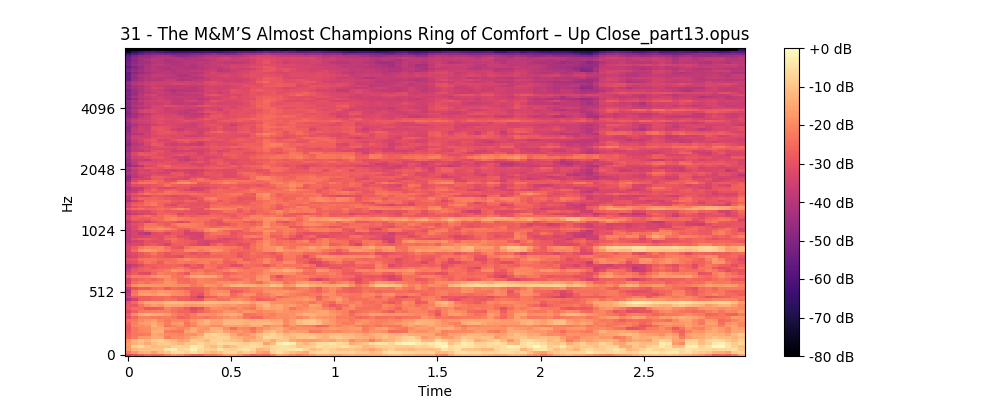 31 - The M&M’S Almost Champions Ring of Comfort – Up Close_part13.opus
Hz
4096
2048
1024
512
0
0
0.5
1
1.5
2
2.5
Time
+0 dB
-10 dB
-20 dB
-30 dB
-40 dB
-50 dB
-60 dB
-70 dB
-80 dB